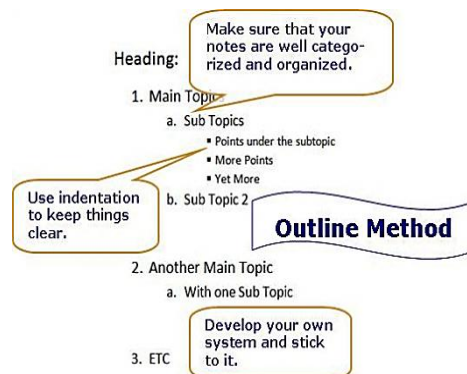 Make sure that your
notes are well catego-
rized and organized.
Heading:
1. Main Topics
a. Sub Topics
▪ Points under the subtopic
▪ More Points
▪ Yet More
Use indentation
to keep things
clear.
b. Sub Topic 2
Outline Method
2. Another Main Topic
a. With one Sub Topic
Develop your own
system and stick
to it.
3. ETC